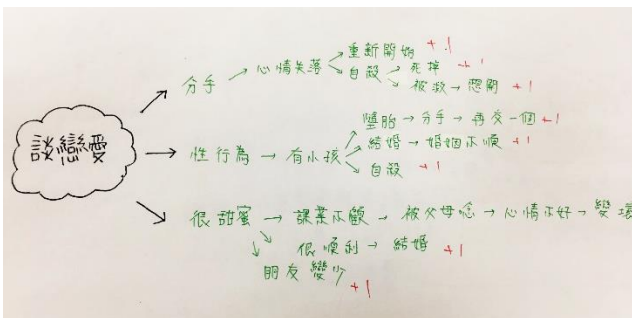 重新開始 +1
分手 → 心情失落 自殺 → 死掉 +1
被救 → 想開 +1
談戀愛
墮胎 → 分手 → 再交一個 +1
性行為 → 有小孩 結婚 → 婚姻不順 +1
自殺 +1
很甜蜜 → 課業不顧 → 被父母唸 → 心情不好 → 變壞
很順利 → 結婚 +1
朋友變少 +1